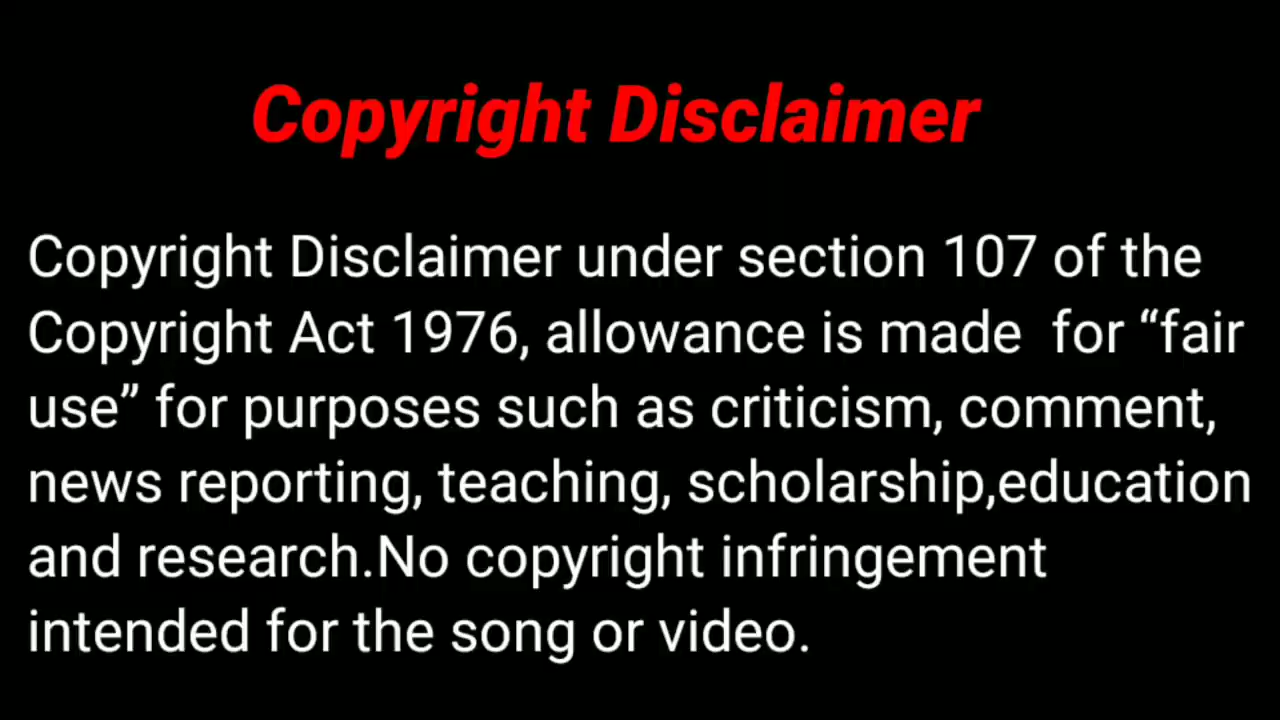 Copyright Disclaimer
Copyright Disclaimer under section 107 of the
Copyright Act 1976, allowance is made  for “fair
use” for purposes such as criticism, comment,
news reporting, teaching, scholarship,education
and research.No copyright infringement
intended for the song or video.